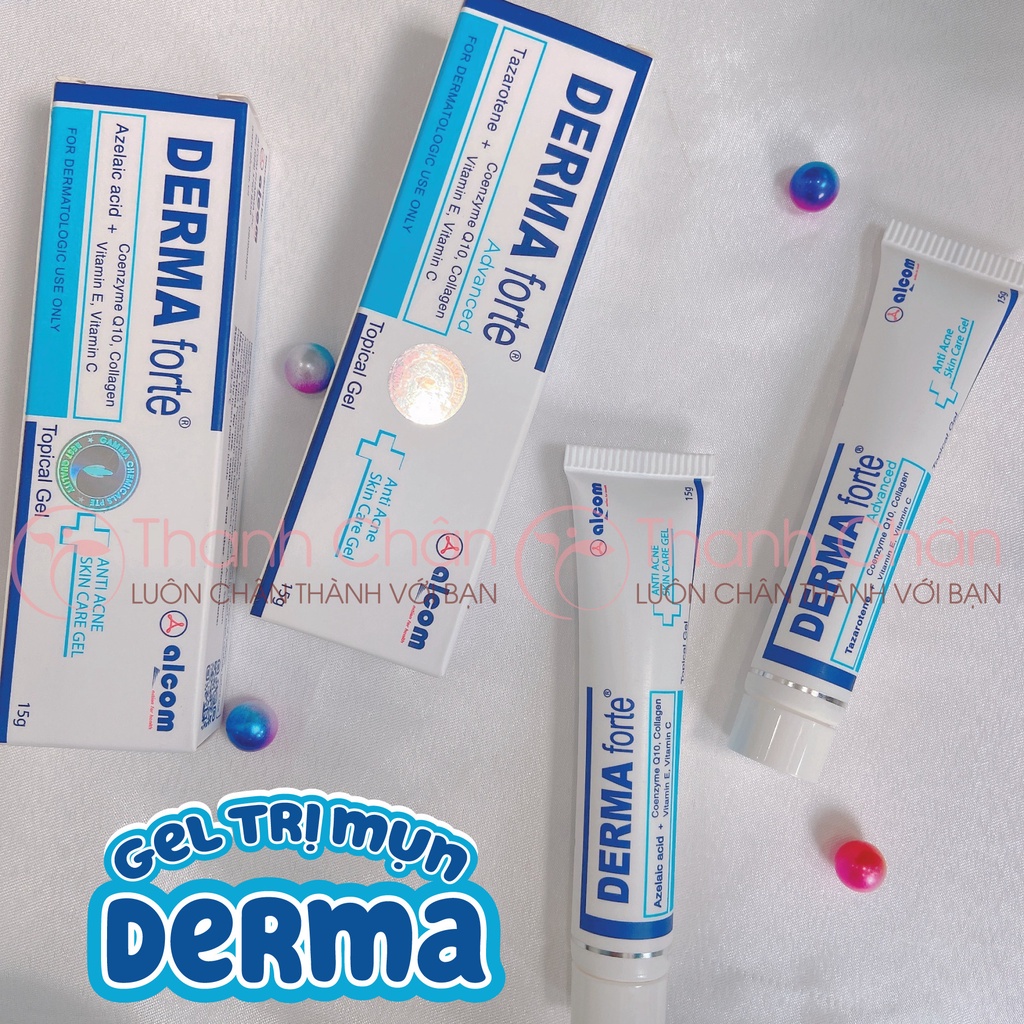 DERMA forte®
Azelaic acid + Coenzyme Q10, Collagen
Vitamin E, Vitamin C
FOR DERMATOLOGIC USE ONLY
Topical Gel
GAMMA CHEMICALS PTE
ANTI ACNE
SKIN CARE GEL
alcom
15g
DERMA forte®
Advanced
Tazarotene + Coenzyme Q10, Collagen
Vitamin E, Vitamin C
FOR DERMATOLOGIC USE ONLY
Topical Gel
Anti Acne
Skin Care Gel
alcom
15g
alcom
15g
ANTI ACNE
SKIN CARE GEL
Topical Gel
DERMA forte®
Azelaic acid + Coenzyme Q10, Collagen
Vitamin E, Vitamin C
alcom
15g
Anti Acne
Skin Care Gel
Topical Gel
DERMA forte®
Advanced
Tazarotene + Coenzyme Q10, Collagen
Vitamin E, Vitamin C
Thanh Chân
LUÔN CHÂN THÀNH VỚI BẠN
Thanh Chân
LUÔN CHÂN THÀNH VỚI BẠN
GEL TRỊ MỤN
DERMA